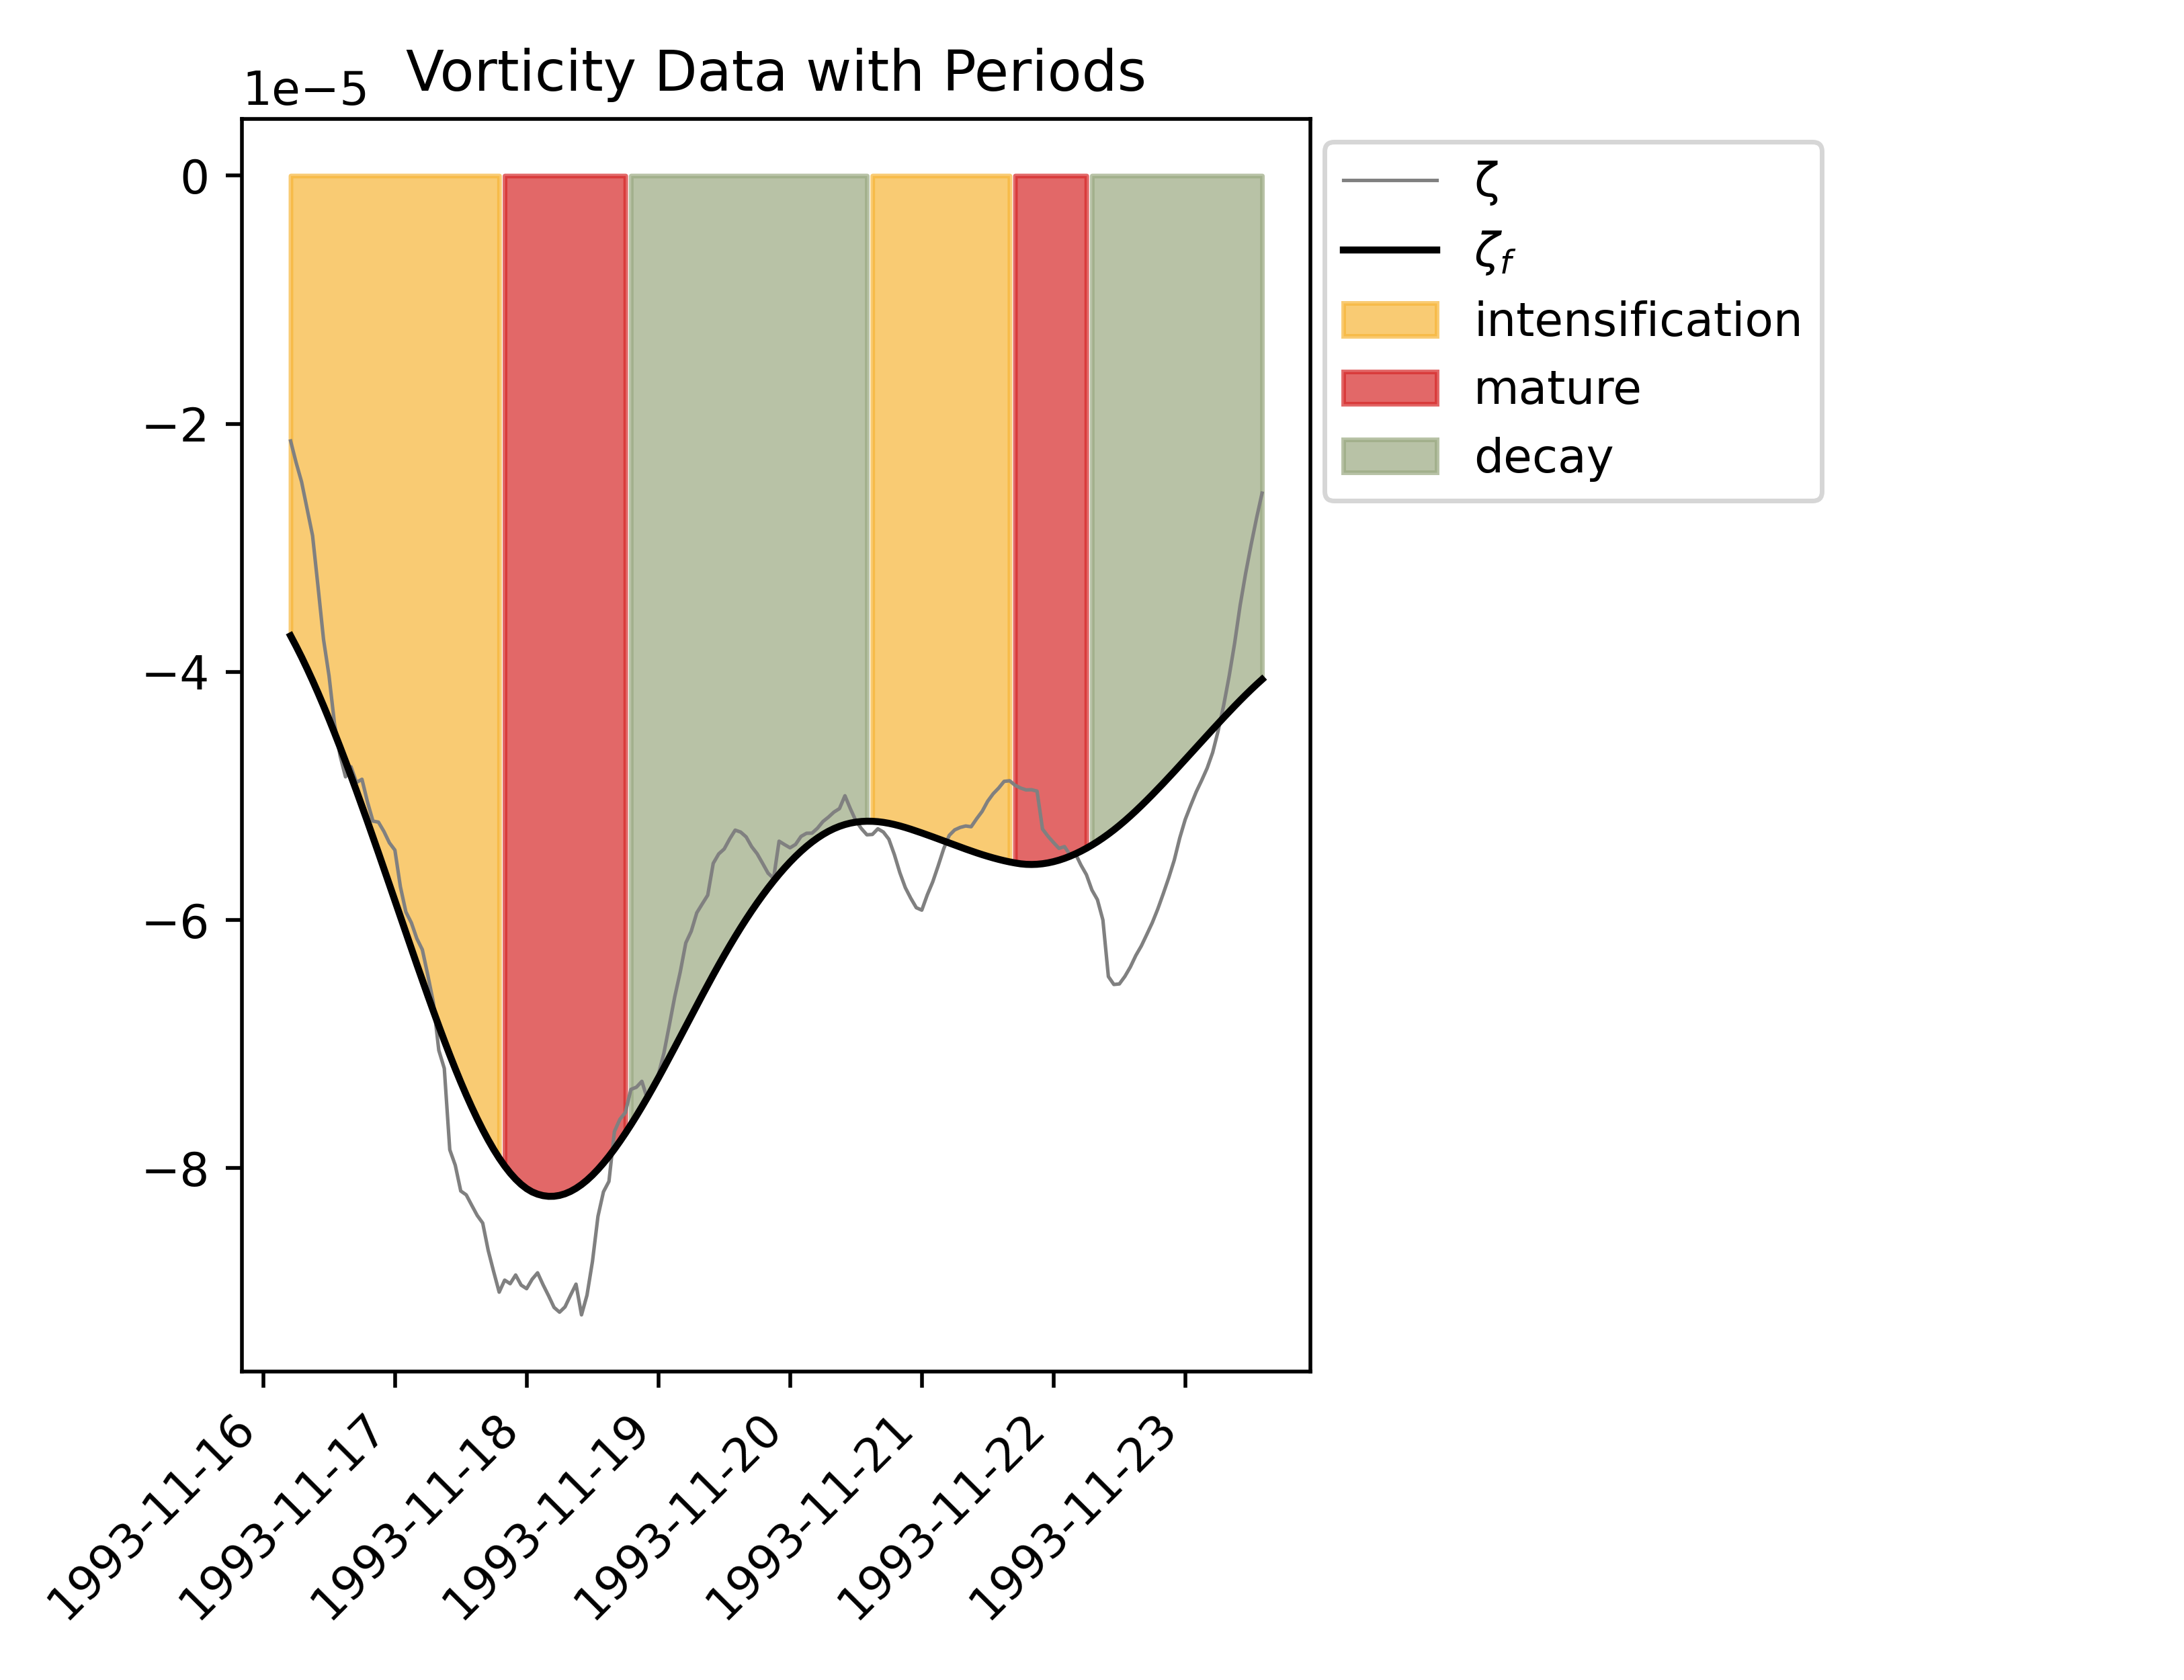 Vorticity Data with Periods
1e−5
0
−2
−4
−6
−8
1993-11-16
1993-11-17
1993-11-18
1993-11-19
1993-11-20
1993-11-21
1993-11-22
1993-11-23
ζ
ζf
intensification
mature
decay